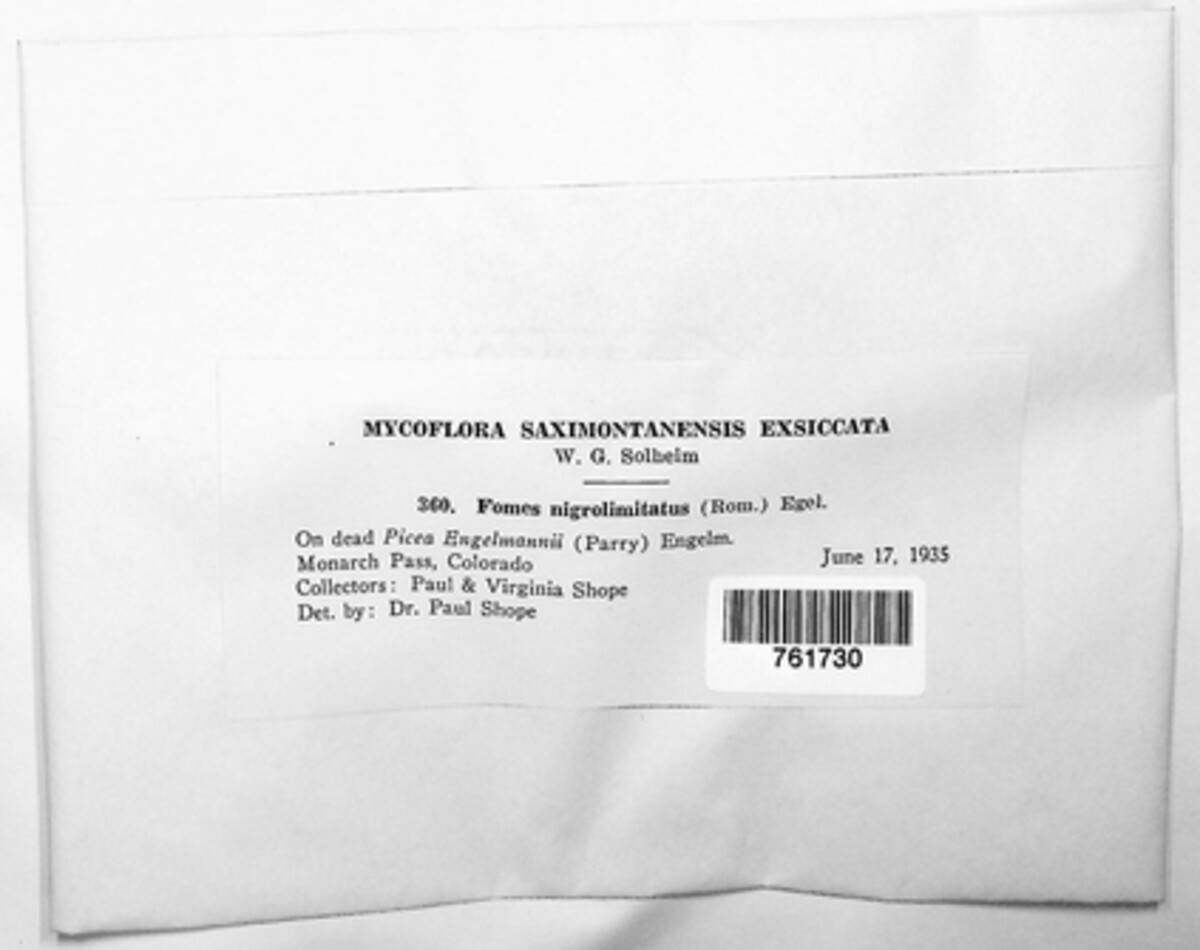 MYCOFLORA SAXIMONTANENSIS EXSICCATA
W. G. Solheim
360. Fomes nigrolimitatus (Rom.) Egel.
On dead Picea Engelmannii (Parry) Engelm.
Monarch Pass, Colorado June 17, 1935
Collectors: Paul & Virginia Shope
Det. by: Dr. Paul Shope
761730